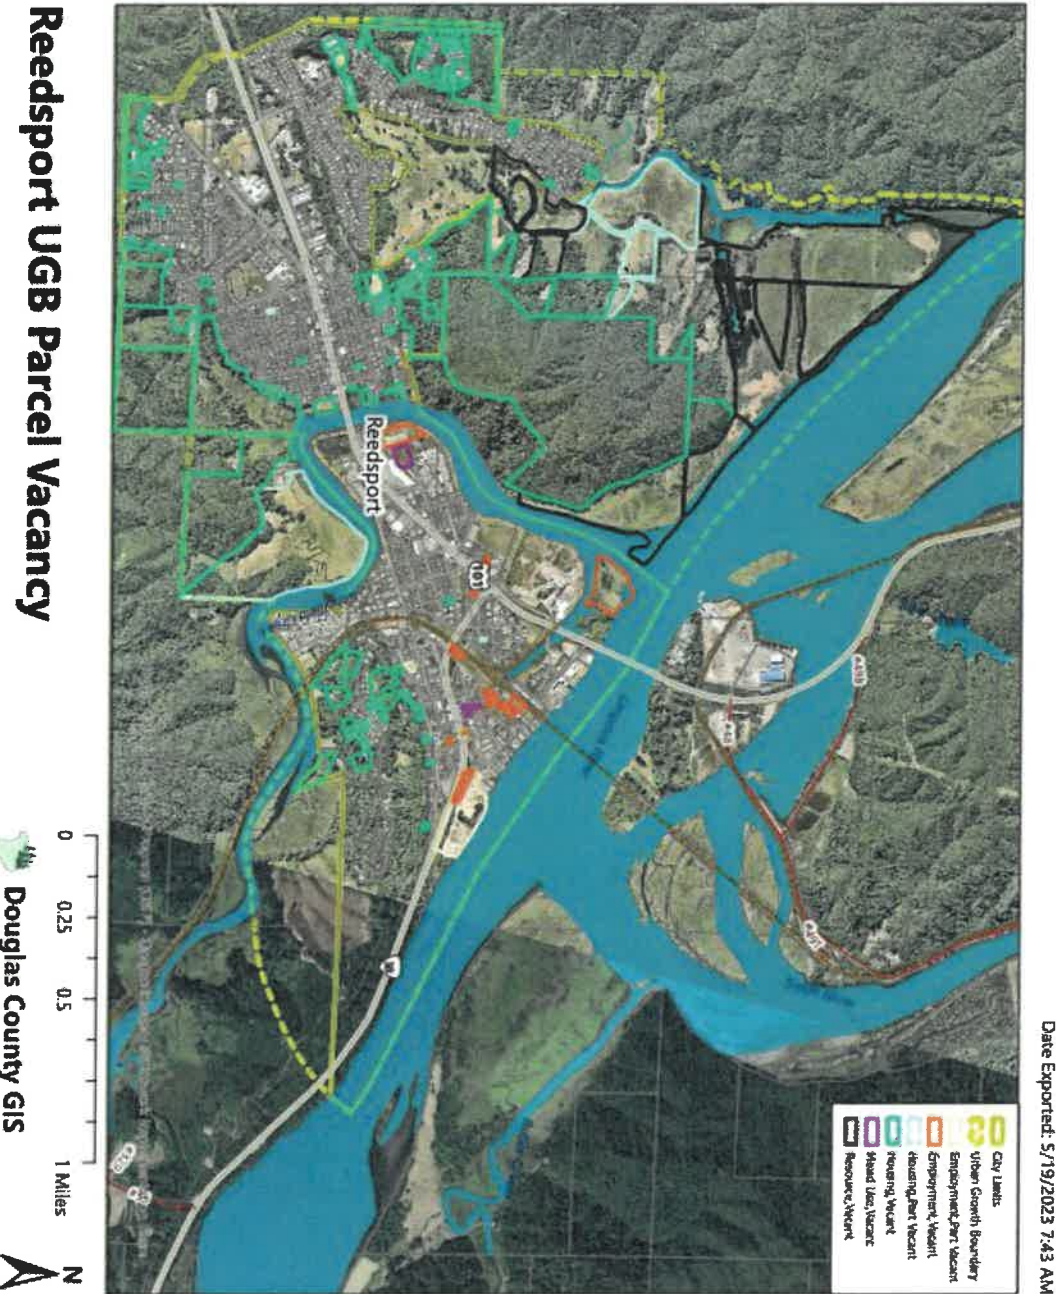 Date Exported: 5/19/2023 7:43 AM
City Limits
Urban Growth Boundary
Employment, Part Vacant
Employment, Vacant
Housing, Part Vacant
Housing, Vacant
Mixed Use, Vacant
Resource, Vacant
Reedsport
101
38
Reedsport UGB Parcel Vacancy
0 0.25 0.5 1 Miles
Douglas County GIS
N